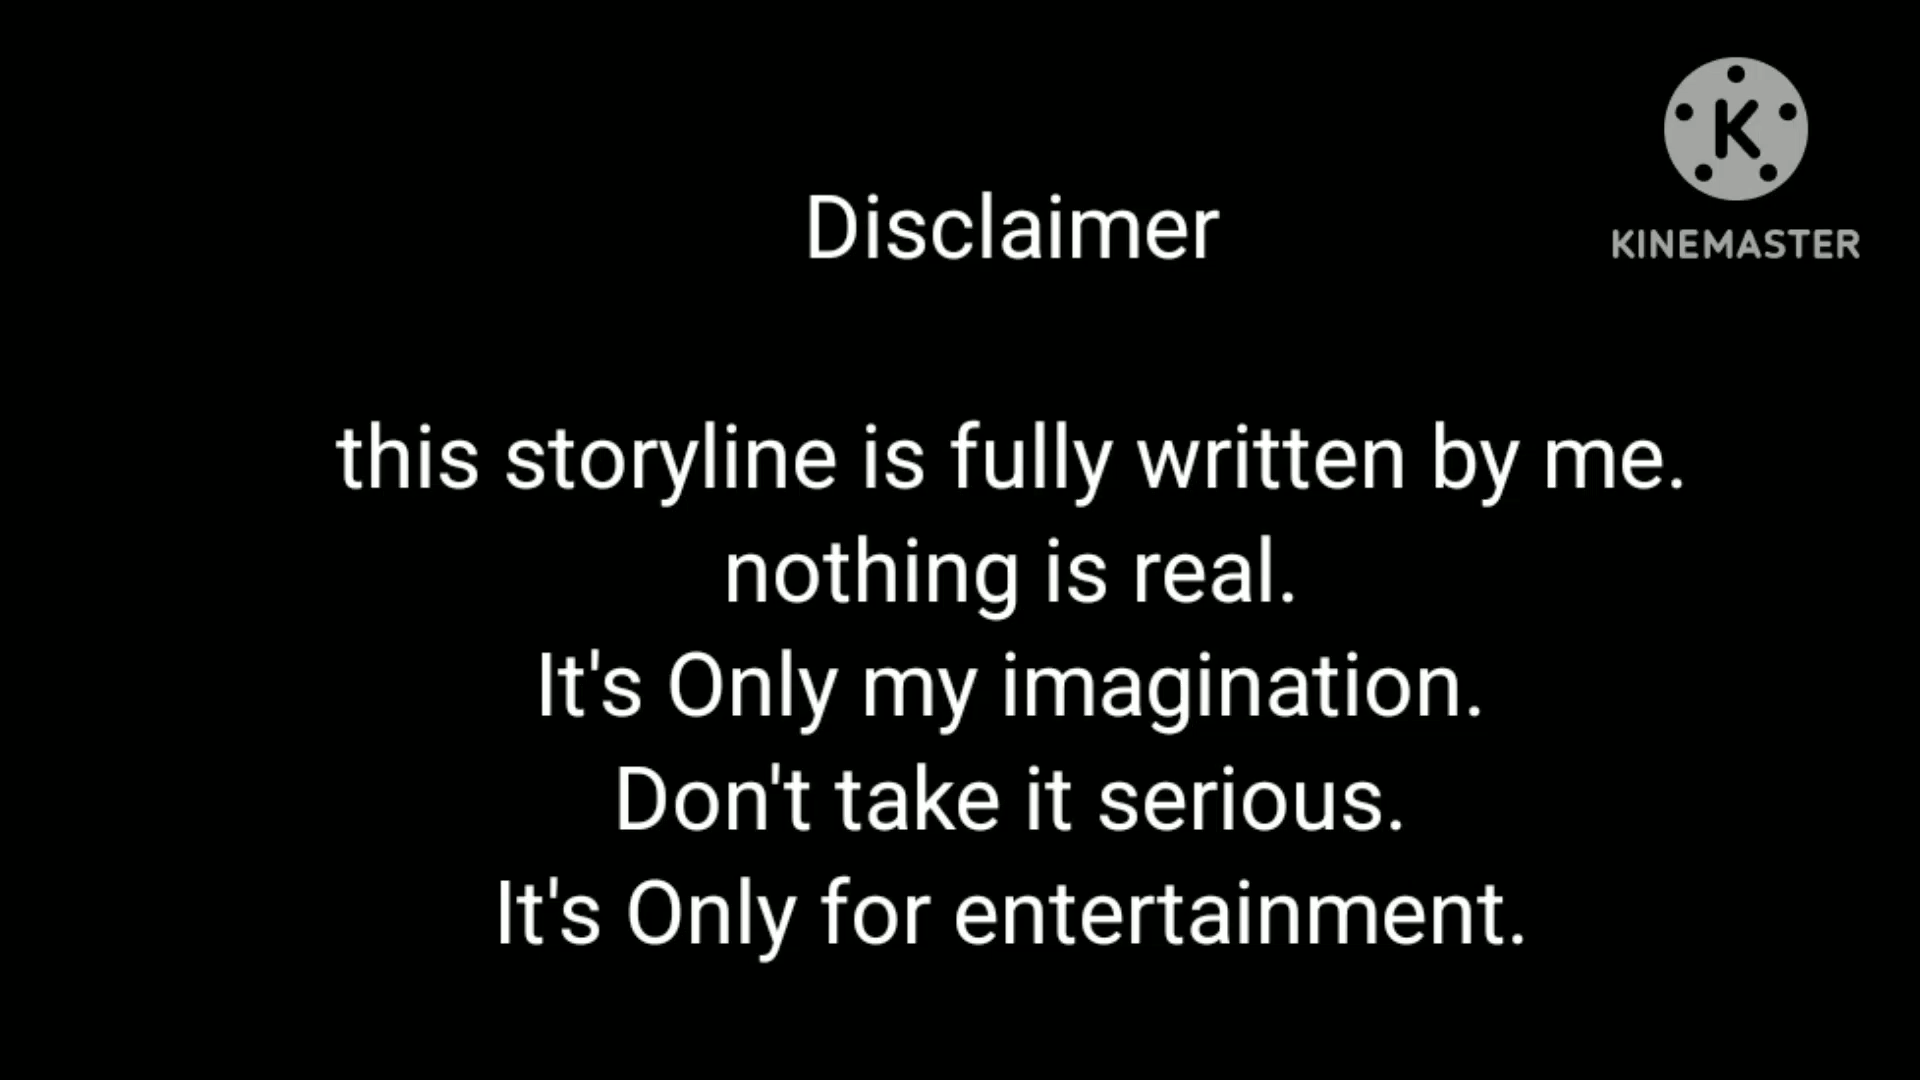 K
KINEMASTER
Disclaimer
this storyline is fully written by me.
nothing is real.
It's Only my imagination.
Don't take it serious.
It's Only for entertainment.